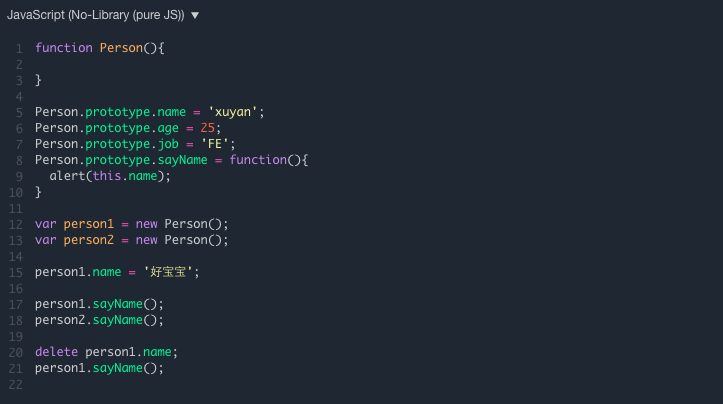 JavaScript (No-Library (pure JS)) ▼
1 function Person(){
2
3 }
4
5 Person.prototype.name = 'xuyan';
6 Person.prototype.age = 25;
7 Person.prototype.job = 'FE';
8 Person.prototype.sayName = function(){
9   alert(this.name);
10 }
11
12 var person1 = new Person();
13 var person2 = new Person();
14
15 person1.name = '好宝宝';
16
17 person1.sayName();
18 person2.sayName();
19
20 delete person1.name;
21 person1.sayName();
22